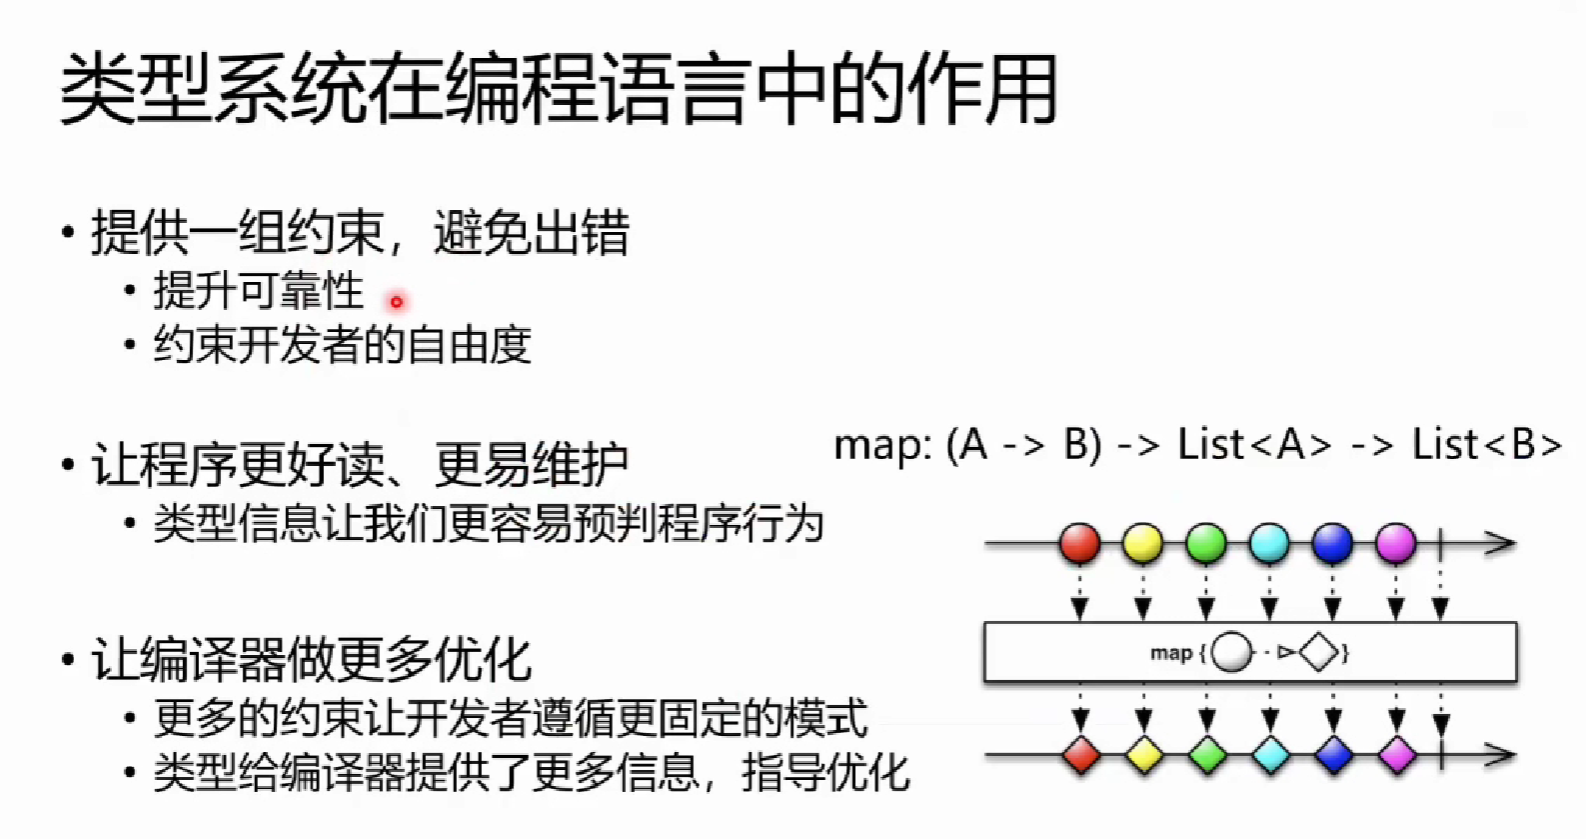 类型系统在编程语言中的作用
• 提供一组约束，避免出错
• 提升可靠性
• 约束开发者的自由度
• 让程序更好读、更易维护
• 类型信息让我们更容易预判程序行为
• 让编译器做更多优化
• 更多的约束让开发者遵循更固定的模式
• 类型给编译器提供了更多信息，指导优化
map: (A -> B) -> List<A> -> List<B>
map { }